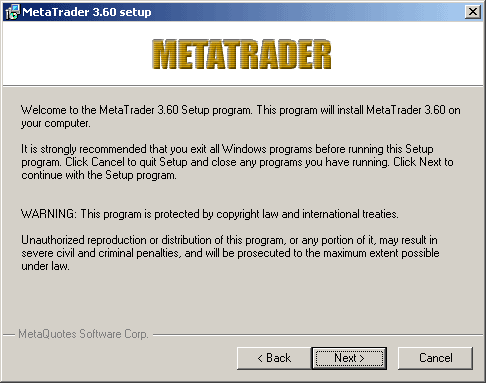 MetaTrader 3.60 setup
METATRADER
Welcome to the MetaTrader 3.60 Setup program. This program will install MetaTrader 3.60 on
your computer.
It is strongly recommended that you exit all Windows programs before running this Setup
program. Click Cancel to quit Setup and close any programs you have running. Click Next to
continue with the Setup program.
WARNING: This program is protected by copyright law and international treaties.
Unauthorized reproduction or distribution of this program, or any portion of it, may result in
severe civil and criminal penalties, and will be prosecuted to the maximum extent possible
under law.
MetaQuotes Software Corp.
< Back Next > Cancel